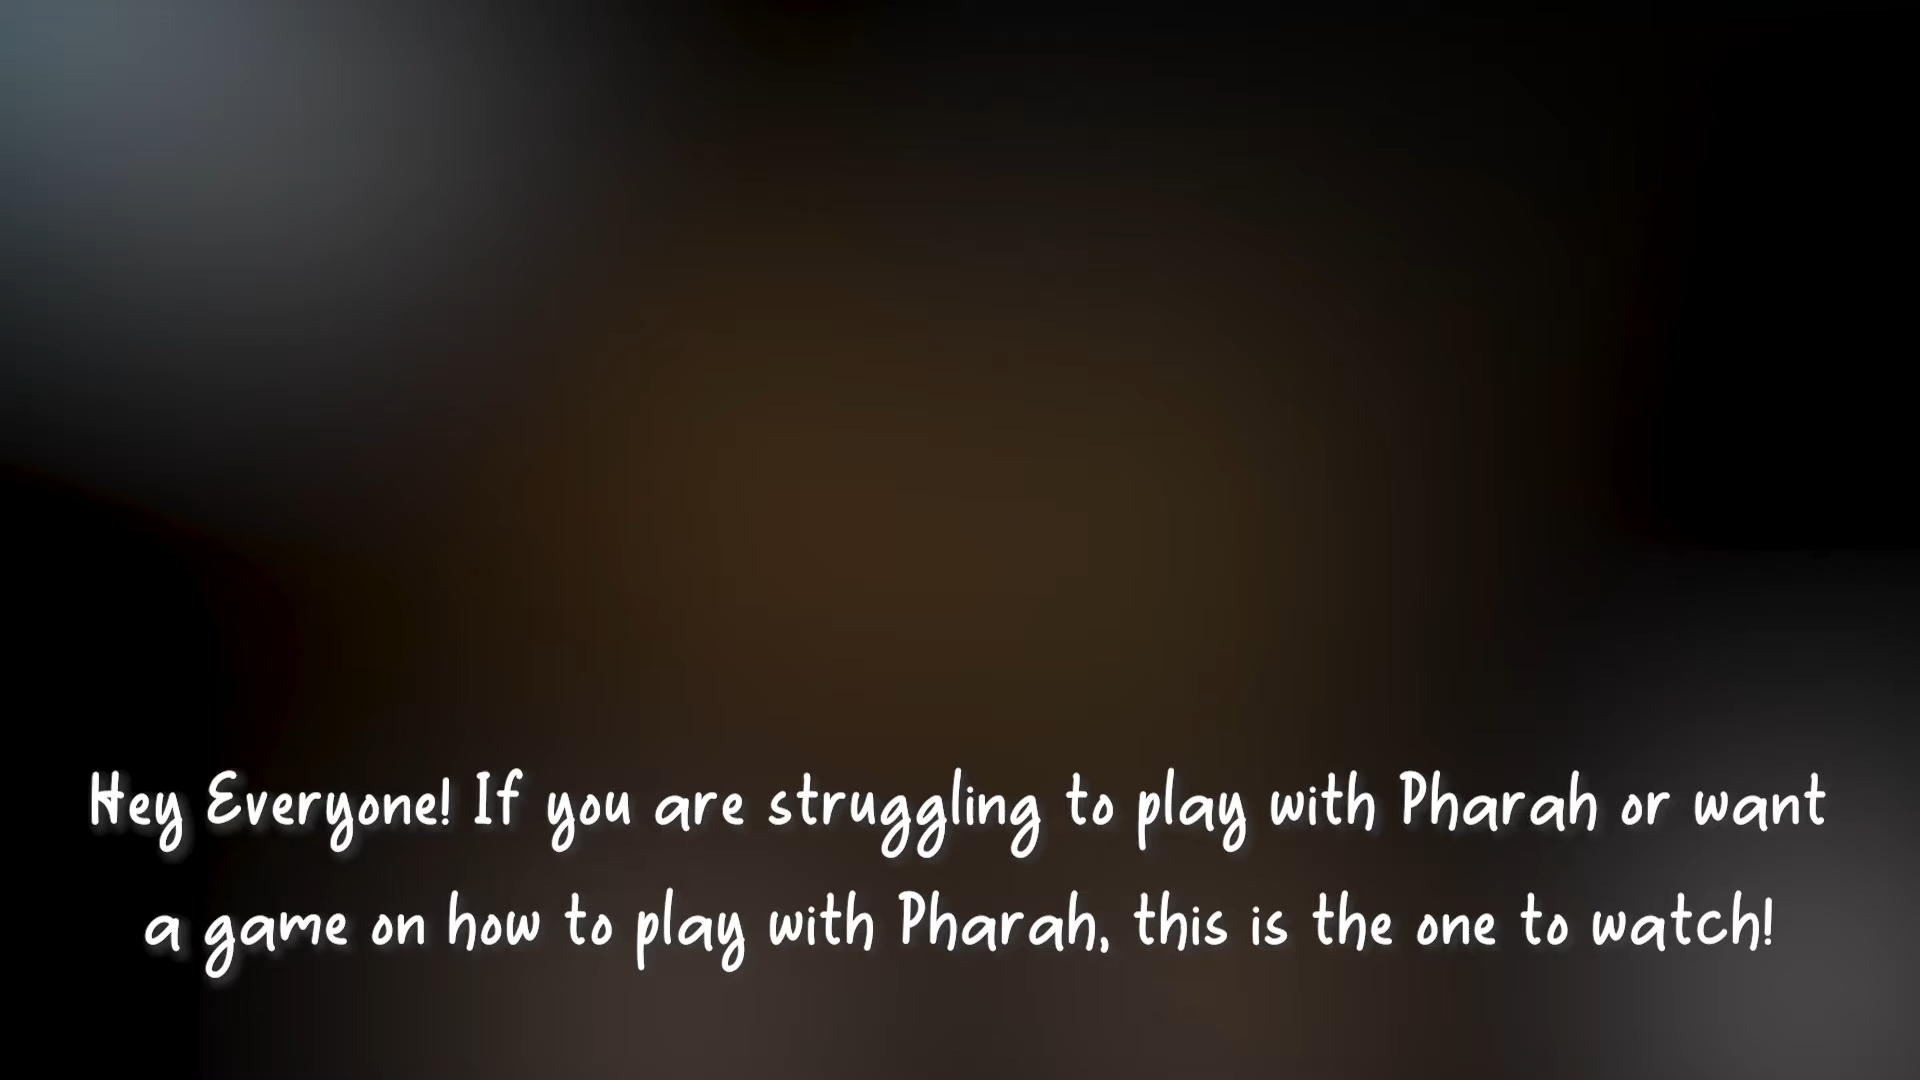 Hey Everyone! If you are struggling to play with Pharah or want
a game on how to play with Pharah, this is the one to watch!